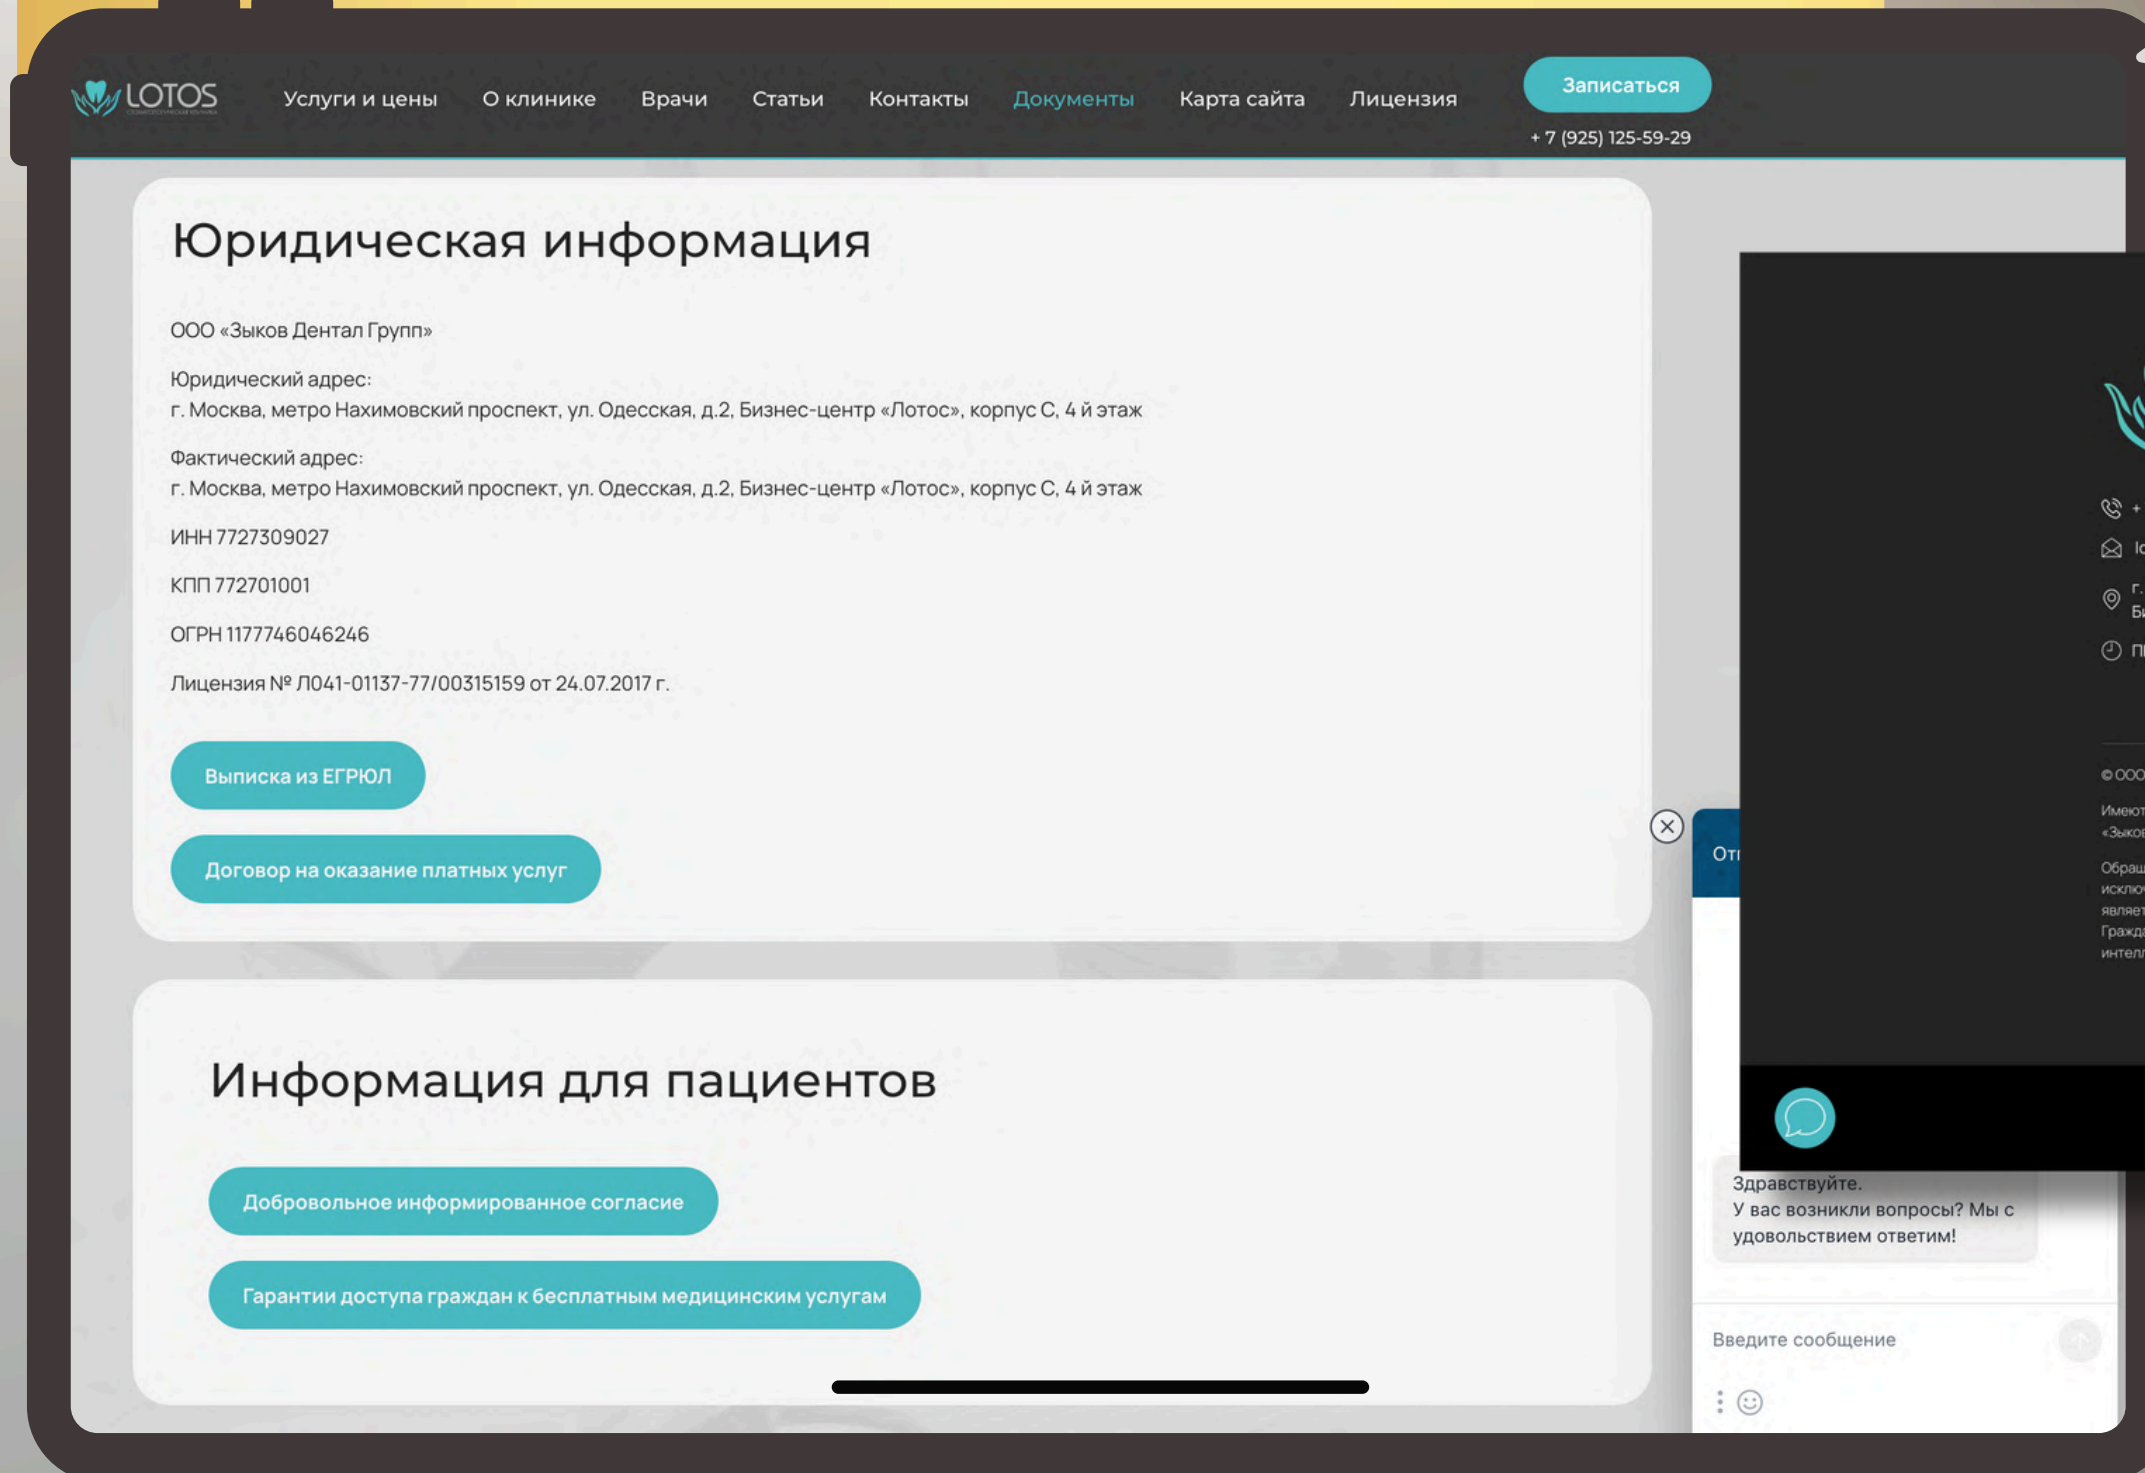 LOTOS
Услуги и цены
О клинике
Врачи
Статьи
Контакты
Документы
Карта сайта
Лицензия
Записаться
+ 7 (925) 125-59-29
Юридическая информация
ООО «Зыков Дентал Групп»
Юридический адрес:
г. Москва, метро Нахимовский проспект, ул. Одесская, д.2, Бизнес-центр «Лотос», корпус С, 4 й этаж
Фактический адрес:
г. Москва, метро Нахимовский проспект, ул. Одесская, д.2, Бизнес-центр «Лотос», корпус С, 4 й этаж
ИНН 7727309027
КПП 772701001
ОГРН 1177746046246
Лицензия № Л041-01137-77/00315159 от 24.07.2017 г.
Выписка из ЕГРЮЛ
Договор на оказание платных услуг
Информация для пациентов
Добровольное информированное согласие
Гарантии доступа граждан к бесплатным медицинским услугам
Здравствуйте.
У вас возникли вопросы? Мы с
удовольствием ответим!
Введите сообщение
+
г.
© ООО